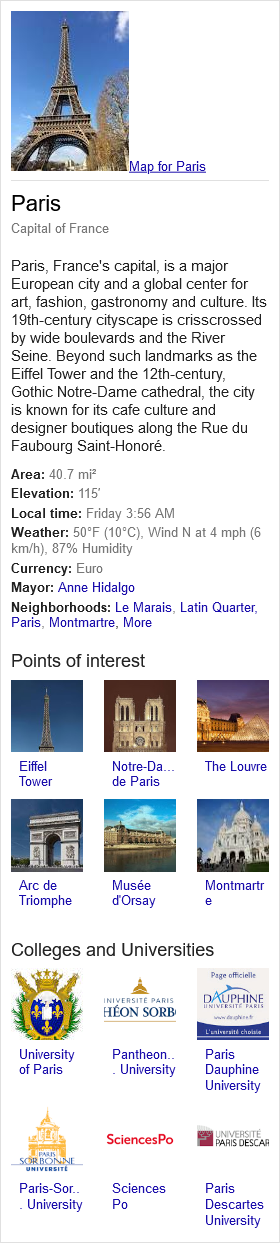 Map for Paris
Paris
Capital of France
Paris, France's capital, is a major
European city and a global center for
art, fashion, gastronomy and culture. Its
19th-century cityscape is crisscrossed
by wide boulevards and the River
Seine. Beyond such landmarks as the
Eiffel Tower and the 12th-century,
Gothic Notre-Dame cathedral, the city
is known for its cafe culture and
designer boutiques along the Rue du
Faubourg Saint-Honoré.
Area: 40.7 mi²
Elevation: 115′
Local time: Friday 3:56 AM
Weather: 50°F (10°C), Wind N at 4 mph (6
km/h), 87% Humidity
Currency: Euro
Mayor: Anne Hidalgo
Neighborhoods: Le Marais, Latin Quarter,
Paris, Montmartre, More
Points of interest
Eiffel
Tower
Notre-Da...
de Paris
The Louvre
Arc de
Triomphe
Musée
d'Orsay
Montmartr
e
Colleges and Universities
UNIVERSITÉ PARIS
HÉON SORB
Page officielle
DAUPHINE
UNIVERSITÉ PARIS
www.dauphine.fr
L'université choisie
University
of Paris
Pantheon..
. University
Paris
Dauphine
University
PARIS
SORBONNE
UNIVERSITÉ
SciencesPo
UNIVERSITÉ
PARIS DESCAR
Paris-Sor..
. University
Sciences
Po
Paris
Descartes
University